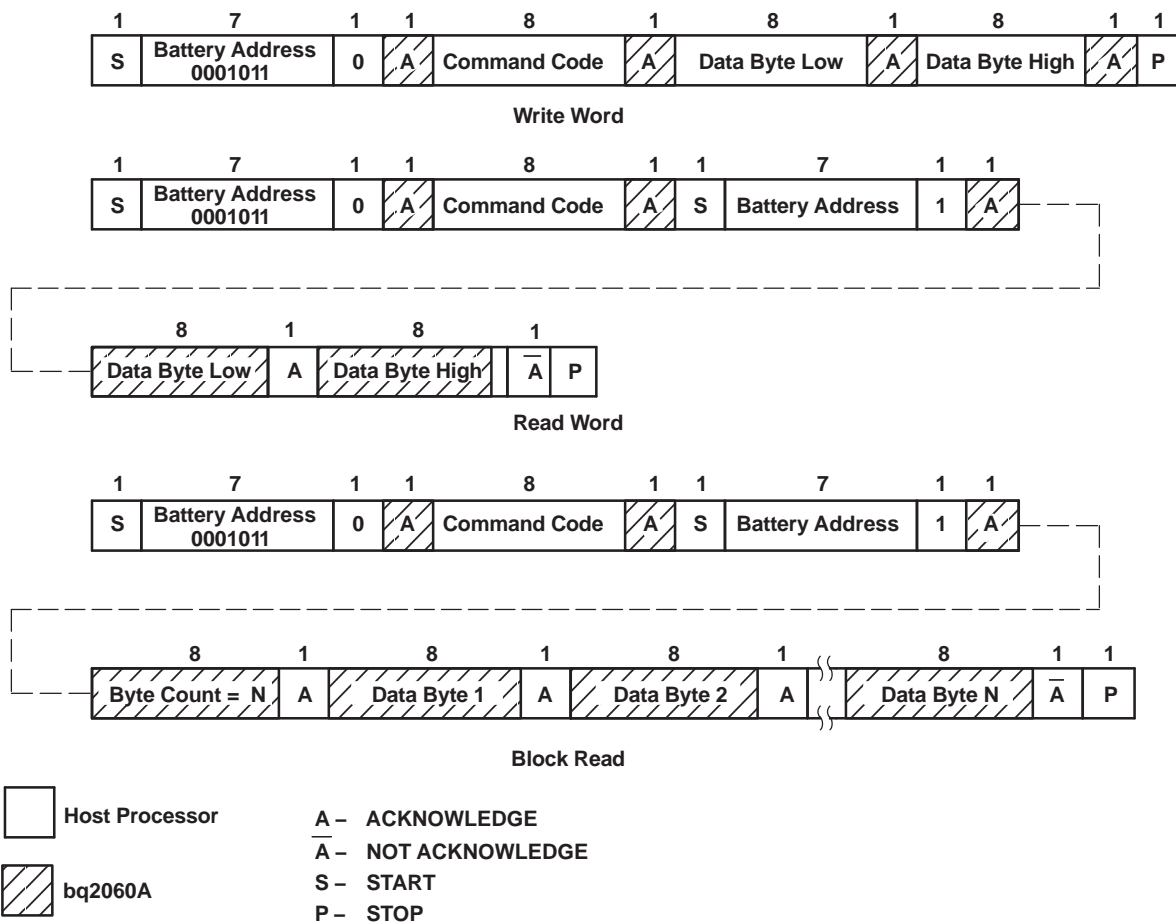 1 7 1 1 8 1 8 1 8 1 1
S Battery Address 0 A Command Code A Data Byte Low A Data Byte High A P
0001011
Write Word
1 7 1 1 8 1 1 7 1 1
S Battery Address 0 A Command Code A S Battery Address 1 A
0001011
8 1 8 1
Data Byte Low A Data Byte High A̅ P
Read Word
1 7 1 1 8 1 1 7 1 1
S Battery Address 0 A Command Code A S Battery Address 1 A
0001011
8 1 8 1 8 1 8 1 1
Byte Count = N A Data Byte 1 A Data Byte 2 A Data Byte N A̅ P
Block Read
Host Processor
bq2060A
A – ACKNOWLEDGE
A̅ – NOT ACKNOWLEDGE
S – START
P – STOP